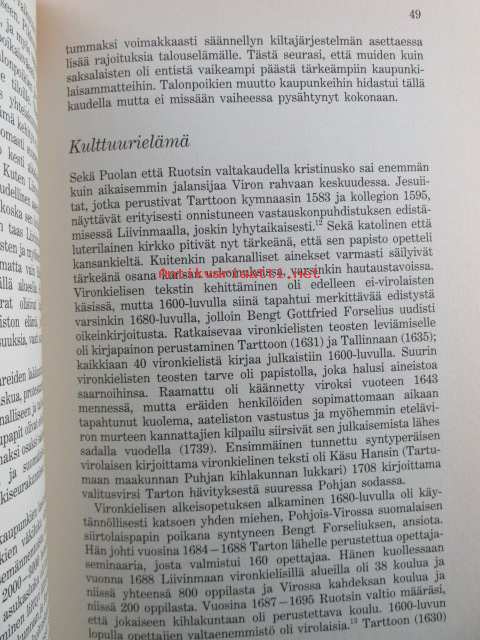 49
tummaksi voimakkaasti säännellyn kiltajärjestelmän asettaessa
lisää rajoituksia talouselämälle. Tästä seurasi, että muiden kuin
saksalaisten oli entistä vaikeampi päästä tärkeämpiin kaupunki-
laisammatteihin. Talonpoikien muutto kaupunkeihin hidastui tällä
kaudella mutta ei missään vaiheessa pysähtynyt kokonaan.
Kulttuurielämä
Sekä Puolan että Ruotsin valtakaudella kristinusko sai enemmän
kuin aikaisemmin jalansijaa Viron rahvaan keskuudessa. Jesuii-
tat, jotka perustivat Tarttoon kymnaasin 1583 ja kollegion 1595,
näyttävät erityisesti onnistuneen vastauskonpuhdistuksen edistä-
misessä Liivinmaalla, joskin lyhytaikaisesti.12 Sekä katolinen että
luterilainen kirkko pitivät nyt tärkeänä, että sen papisto opetteli
kansankieltä. Kuitenkin pakanalliset ainekset varmasti säilyivät
tärkeänä osana kansan uskomuksissa, varsinkin hautaustavoissa.
Vironkielisen tekstin kehittäminen oli edelleen ei-virolaisten
käsissä, mutta 1600-luvulla siinä tapahtui merkittävää edistystä
varsinkin 1680-luvulla, jolloin Bengt Gottfried Forselius uudisti
oikeinkirjoitusta. Ratkaisevaa vironkielisten teosten leviämiselle
oli kirjapainon perustaminen Tarttoon (1631) ja Tallinnaan (1635);
kaikkiaan 40 vironkielistä kirjaa julkaistiin 1600-luvulla. Suurin
vironkielisten teosten tarve oli papistolla, joka halusi aineistoa
saarnoihinsa. Raamattu oli käännetty viroksi vuoteen 1643
mennessä, mutta eräiden henkilöiden sopimattomaan aikaan
tapahtunut kuolema, aateliston vastustus ja myöhemmin etelävi-
ron murteen kannattajien kilpailu siirsivät sen julkaisemista lähes
sadalla vuodella (1739). Ensimmäinen tunnettu syntyperäisen
virolaisen kirjoittama vironkielinen teksti oli Käsu Hansin (Tartu-
maan maakunnan Puhjan kihlakunnan lukkari) 1708 kirjoittama
valitusvirsi Tarton hävityksestä suuressa Pohjan sodassa.
Vironkielisen alkeisopetuksen alkaminen 1680-luvulla oli käy-
tännöllisesti katsoen yhden miehen, Pohjois-Virossa suomalaisen
siirtolaispapin poikana syntyneen Bengt Forseliuksen, ansiota.
Hän johti vuosina 1684—1688 Tarton lähelle perustettua opettaja-
seminaaria, josta valmistui 160 opettajaa. Hänen kuollessaan
vuonna 1688 Liivinmaan vironkielisillä alueilla oli 38 koulua ja
niissä yhteensä 800 oppilasta ja Virossa kahdeksan koulua ja
niissä 200 oppilasta. Vuosina 1687—1695 Ruotsin valtio määräsi,
että jokaiseen kihlakuntaan oli perustettava koulu. 1600-luvun
lopulla opettajien valtaenemmistö oli virolaisia.13 Tarttoon (1630)